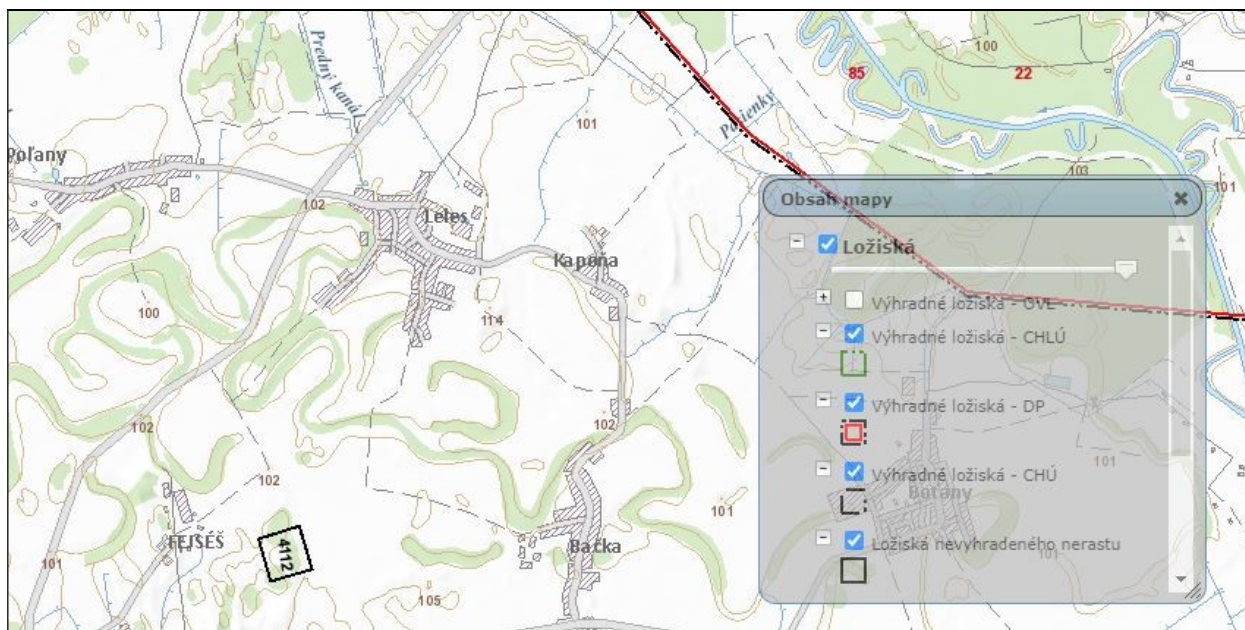 100
85
22
Predný kanál
101
Pasienky
Poľany
103
101
102
Leles
Obsah mapy
Ložiská
Kapoňa
Výhradné ložiská - OVL
100
114
Výhradné ložiská - CHLÚ
Výhradné ložiská - DP
102
102
101
Výhradné ložiská - CHÚ
102
101
Boťany
FEJSÉŠ
4112
Bačka
Ložiská nevyhradeného nerastu
101
105